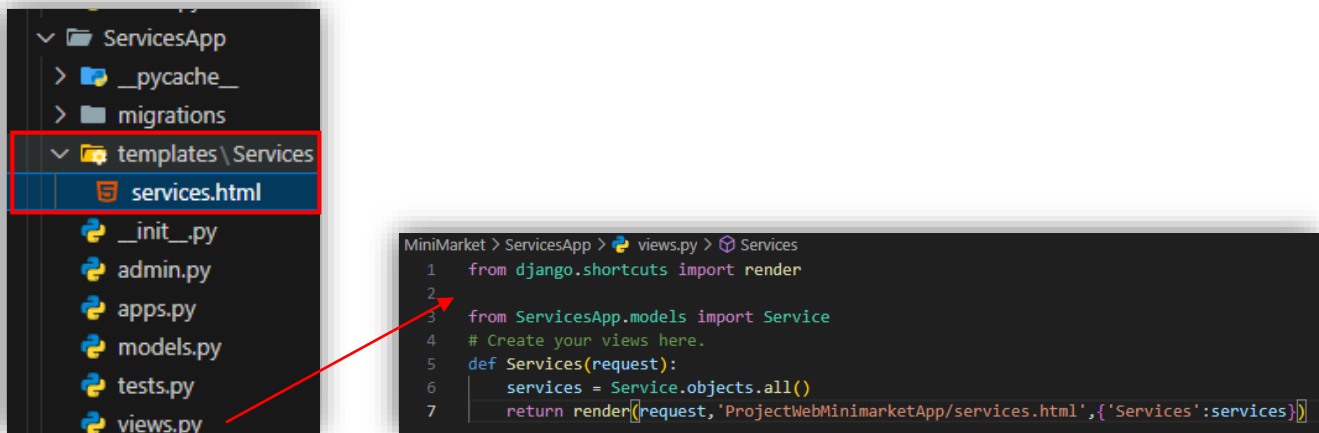 ServicesApp
__pycache__
migrations
templates\Services
services.html
__init__.py
admin.py
apps.py
models.py
tests.py
views.py
MiniMarket > ServicesApp > views.py > Services
1 from django.shortcuts import render
2
3 from ServicesApp.models import Service
4 # Create your views here.
5 def Services(request):
6 services = Service.objects.all()
7 return render(request,'ProjectWebMinimarketApp/services.html',{'Services':services})